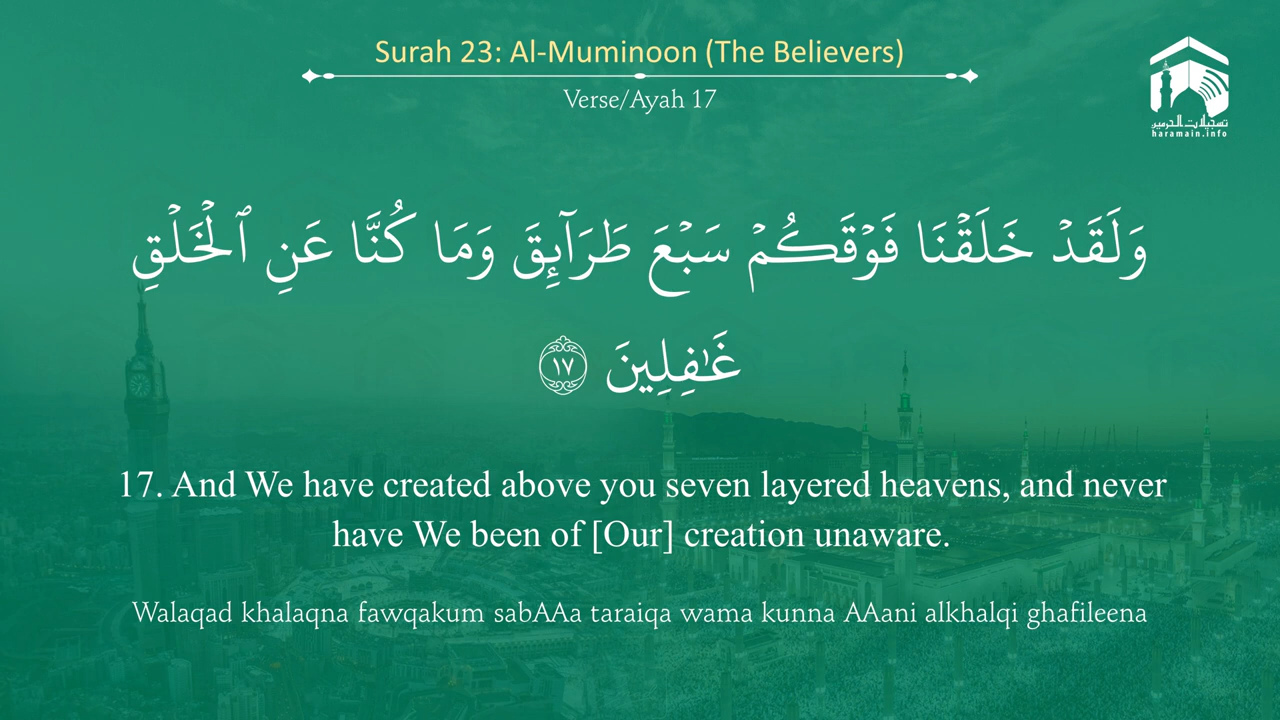 Surah 23: Al-Muminoon (The Believers)
Verse/Ayah 17
تسجيلات الحرمين
haramain.info
وَلَقَدْ خَلَقْنَا فَوْقَكُمْ سَبْعَ طَرَآئِقَ وَمَا كُنَّا عَنِ ٱلْخَلْقِ
غَـٰفِلِينَ ١٧
17. And We have created above you seven layered heavens, and never
have We been of [Our] creation unaware.
Walaqad khalaqna fawqakum sabAAa taraiqa wama kunna AAani alkhalqi ghafileena